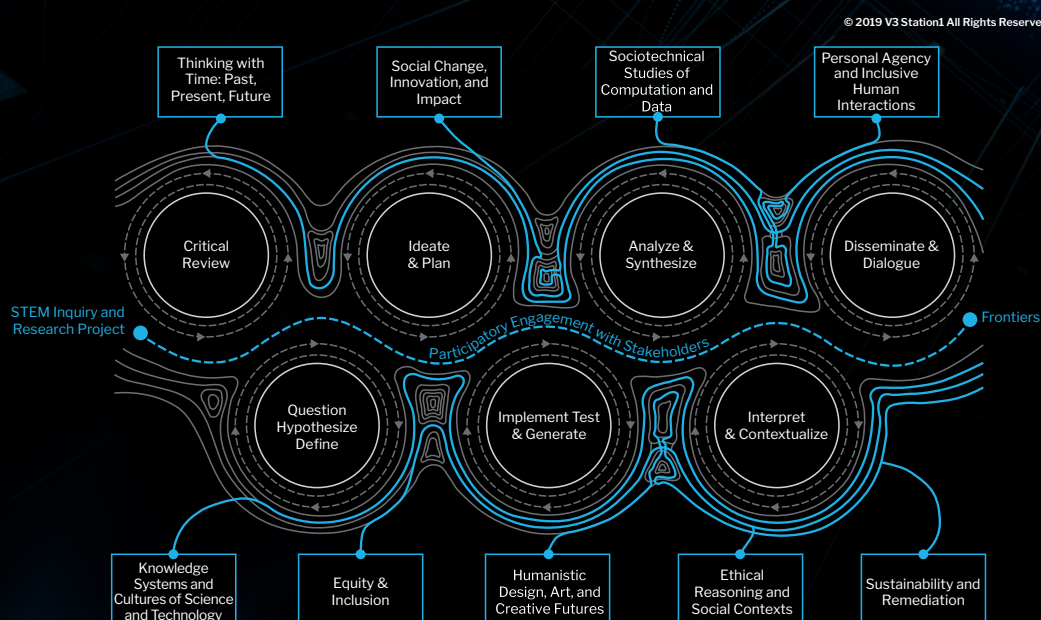 © 2019 V3 Station1 All Rights Reserve
Thinking with
Time: Past,
Present, Future
Social Change,
Innovation, and
Impact
Sociotechnical
Studies of
Computation and
Data
Personal Agency
and Inclusive
Human
Interactions
Critical
Review
Ideate
& Plan
Analyze &
Synthesize
Disseminate &
Dialogue
STEM Inquiry and
Research Project
Participatory Engagement with Stakeholders
Frontiers
Question
Hypothesize
Define
Implement Test
& Generate
Interpret
& Contextualize
Knowledge
Systems and
Cultures of Science
and Technology
Equity &
Inclusion
Humanistic
Design, Art, and
Creative Futures
Ethical
Reasoning and
Social Contexts
Sustainability and
Remediation